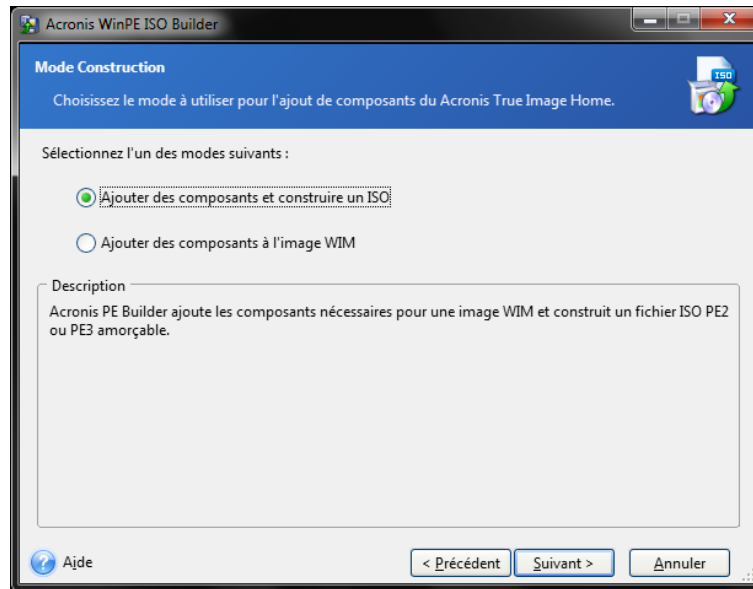 Acronis WinPE ISO Builder
Mode Construction
Choisissez le mode à utiliser pour l'ajout de composants du Acronis True Image Home.
ISO
Sélectionnez l'un des modes suivants :
Ajouter des composants et construire un ISO
Ajouter des composants à l'image WIM
Description
Acronis PE Builder ajoute les composants nécessaires pour une image WIM et construit un fichier ISO PE2
ou PE3 amorçable.
Aide
< Précédent
Suivant >
Annuler